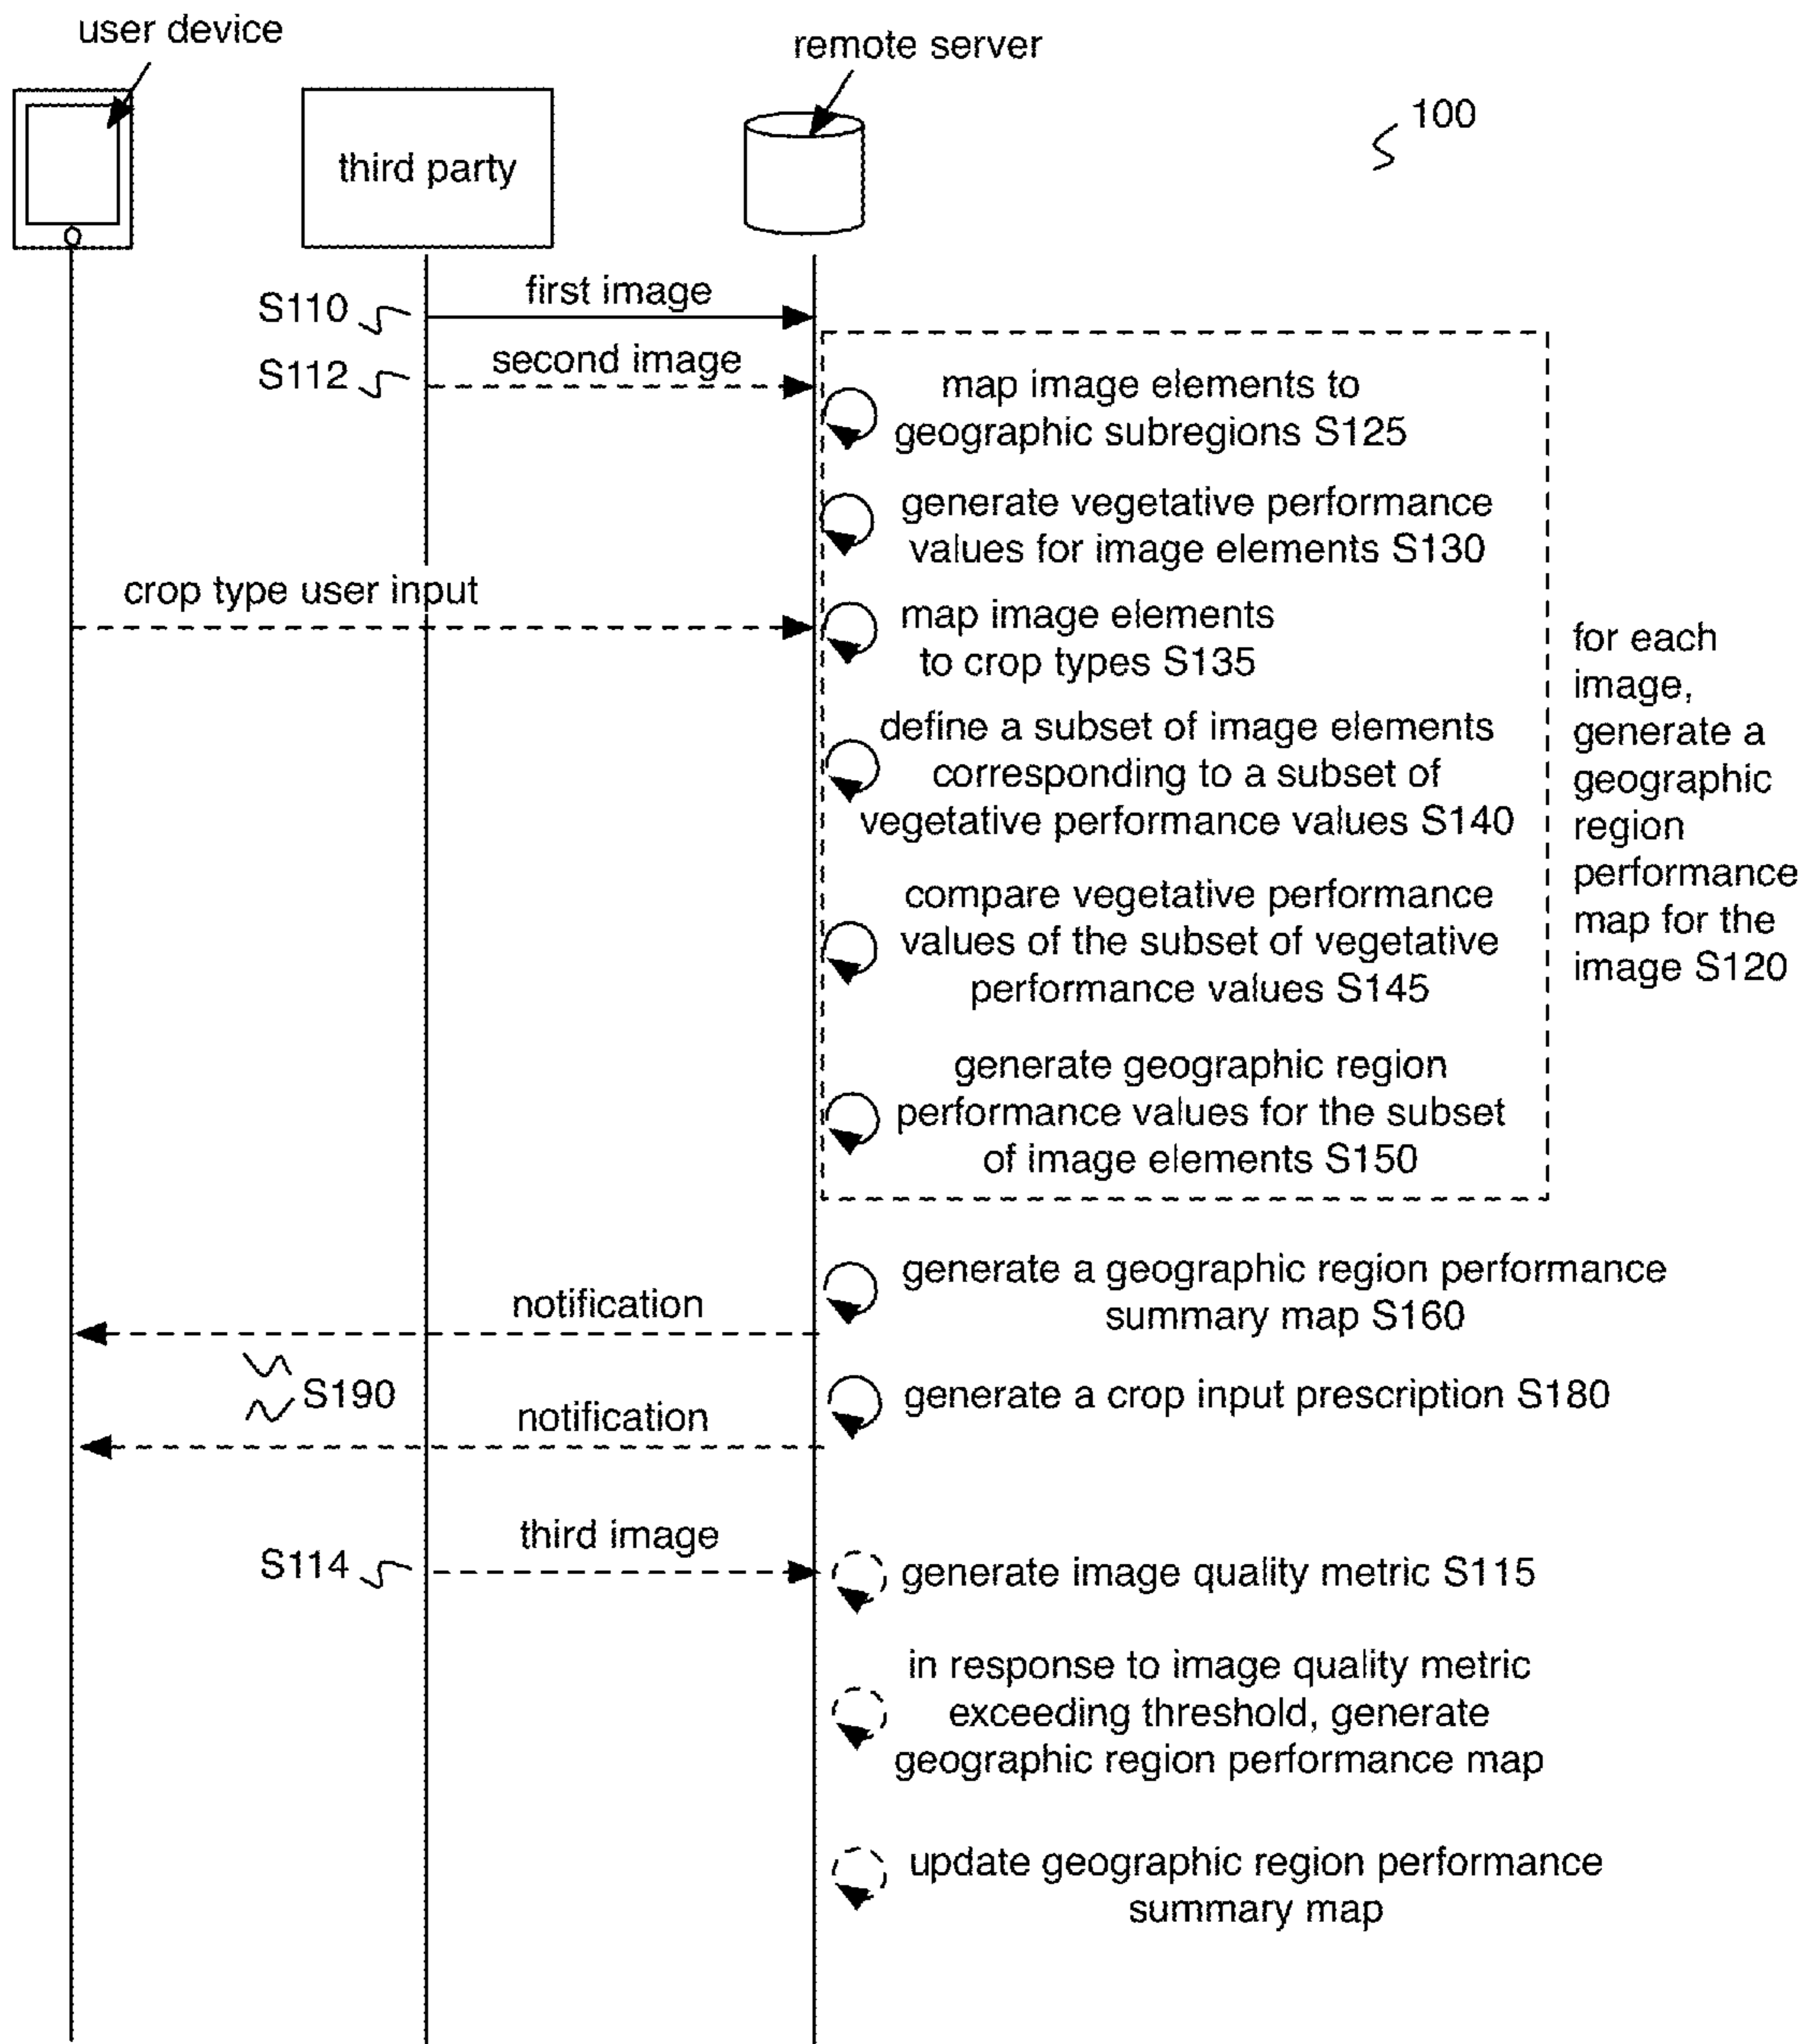 user device
remote server
100
third party
S110
first image
S112
second image
map image elements to
geographic subregions S125
generate vegetative performance
values for image elements S130
crop type user input
map image elements
to crop types S135
for each
image,
generate a
geographic
region
performance
map for the
image S120
define a subset of image elements
corresponding to a subset of
vegetative performance values S140
compare vegetative performance
values of the subset of vegetative
performance values S145
generate geographic region
performance values for the subset
of image elements S150
generate a geographic region performance
summary map S160
notification
S190
generate a crop input prescription S180
notification
S114
third image
generate image quality metric S115
in response to image quality metric
exceeding threshold, generate
geographic region performance map
update geographic region performance
summary map